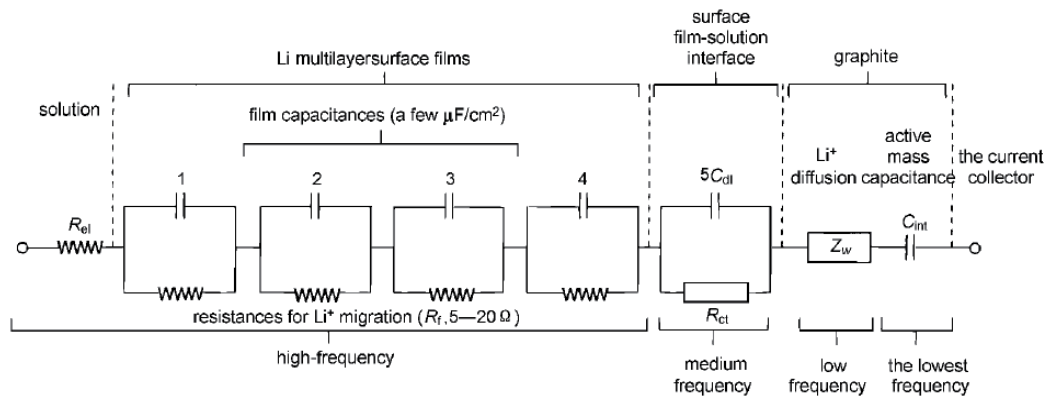 surface
film-solution
interface
Li multilayersurface films
graphite
solution
film capacitances (a few μF/cm²)
Li⁺
diffusion
active
mass
capacitance
the current
collector
1
2
3
4
5C_dl
R_el
Z_w
C_int
resistances for Li⁺ migration (R_f, 5—20 Ω)
R_ct
high-frequency
medium
frequency
low
frequency
the lowest
frequency